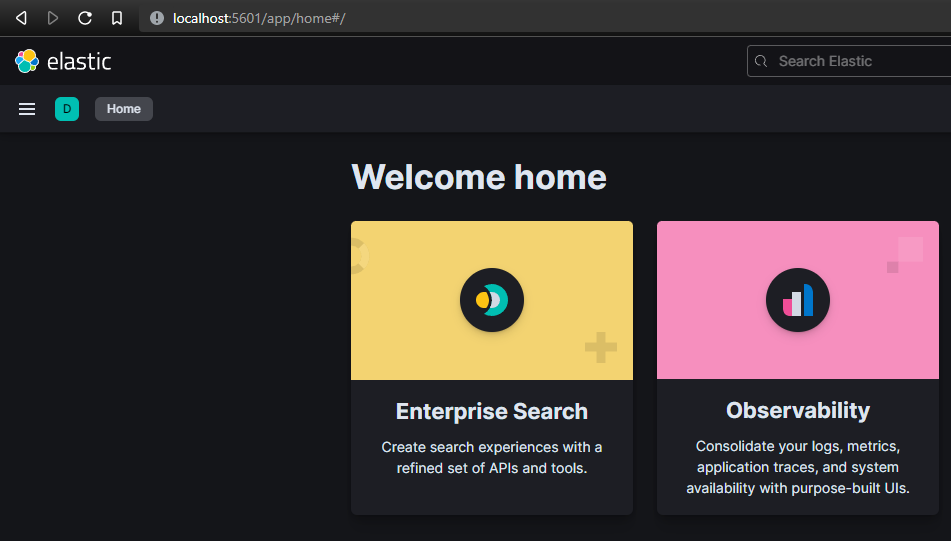 localhost:5601/app/home#/
elastic
Search Elastic
D
Home
Welcome home
Enterprise Search
Create search experiences with a
refined set of APIs and tools.
Observability
Consolidate your logs, metrics,
application traces, and system
availability with purpose-built UIs.